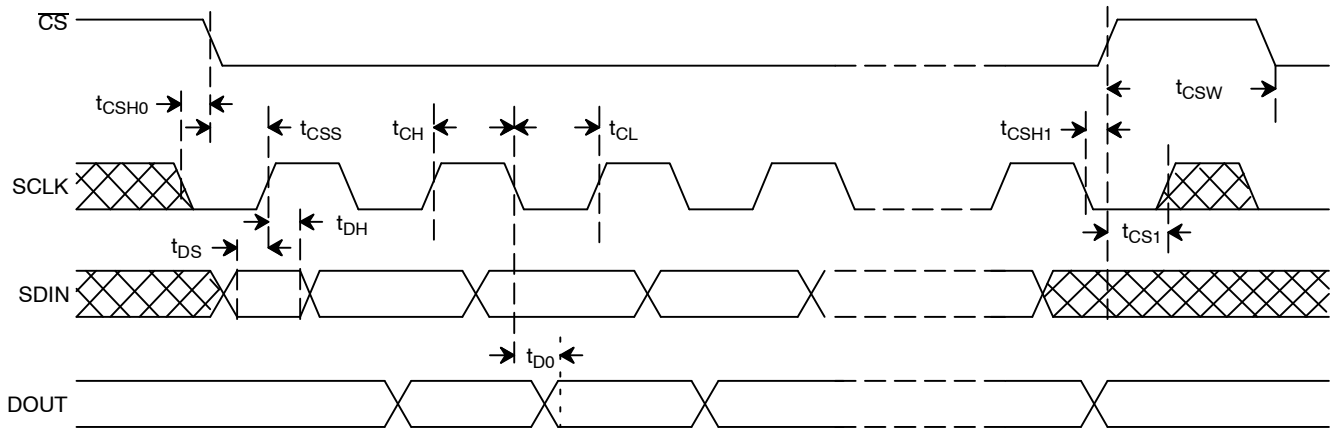 CS
tCSH0
tCSS
tCH
tCL
tCSH1
tCSW
SCLK
tDH
tDS
tCS1
SDIN
tD0
DOUT